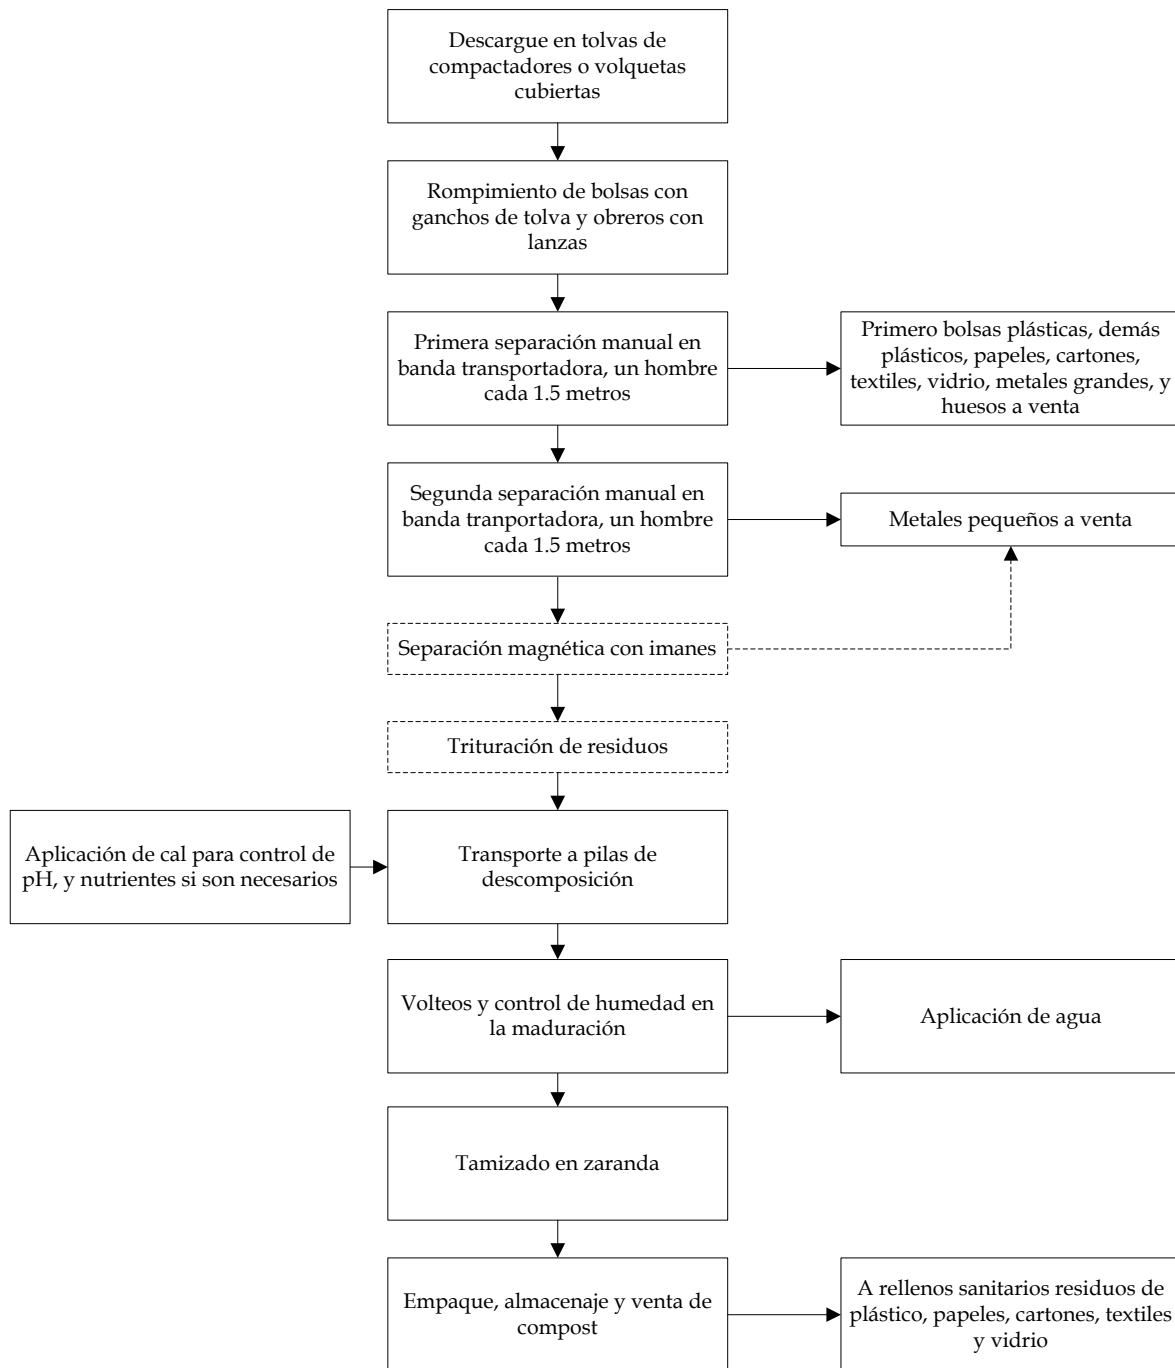 Descargue en tolvas de
compactadores o volquetas
cubiertas
Rompimiento de bolsas con
ganchos de tolva y obreros con
lanzas
Primera separación manual en
banda transportadora, un hombre
cada 1.5 metros
Primero bolsas plásticas, demás
plásticos, papeles, cartones,
textiles, vidrio, metales grandes, y
huesos a venta
Segunda separación manual en
banda tranportadora, un hombre
cada 1.5 metros
Metales pequeños a venta
Separación magnética con imanes
Trituración de residuos
Aplicación de cal para control de
pH, y nutrientes si son necesarios
Transporte a pilas de
descomposición
Volteos y control de humedad en
la maduración
Aplicación de agua
Tamizado en zaranda
Empaque, almacenaje y venta de
compost
A rellenos sanitarios residuos de
plástico, papeles, cartones, textiles
y vidrio